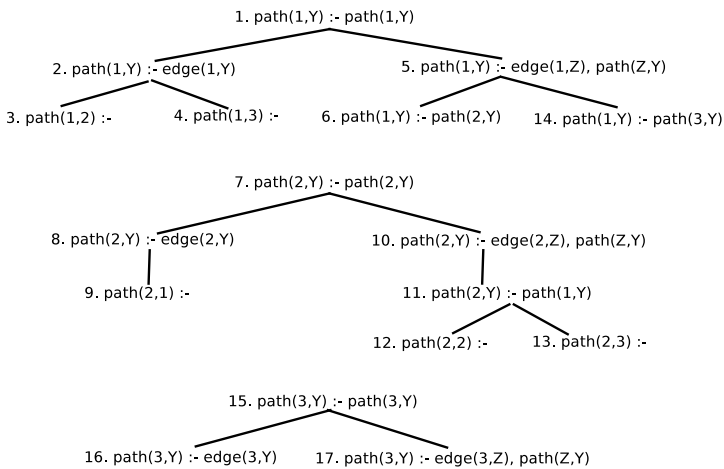 1. path(1,Y) :- path(1,Y)
2. path(1,Y) :- edge(1,Y)
5. path(1,Y) :- edge(1,Z), path(Z,Y)
3. path(1,2) :-
4. path(1,3) :-
6. path(1,Y) :- path(2,Y)
14. path(1,Y) :- path(3,Y)
7. path(2,Y) :- path(2,Y)
8. path(2,Y) :- edge(2,Y)
10. path(2,Y) :- edge(2,Z), path(Z,Y)
9. path(2,1) :-
11. path(2,Y) :- path(1,Y)
12. path(2,2) :-
13. path(2,3) :-
15. path(3,Y) :- path(3,Y)
16. path(3,Y) :- edge(3,Y)
17. path(3,Y) :- edge(3,Z), path(Z,Y)